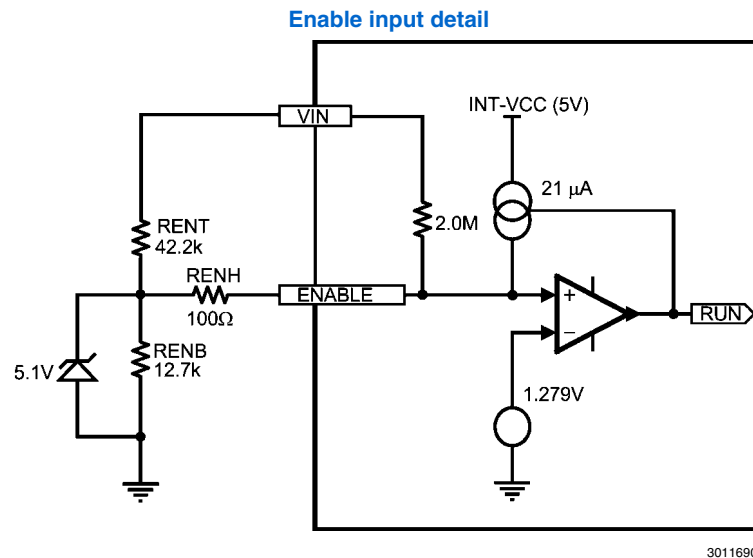 Enable input detail
VIN
INT-VCC (5V)
21 μA
2.0M
RENT
42.2k
RENH
100Ω
ENABLE
+
−
RUN
RENB
12.7k
5.1V
1.279V